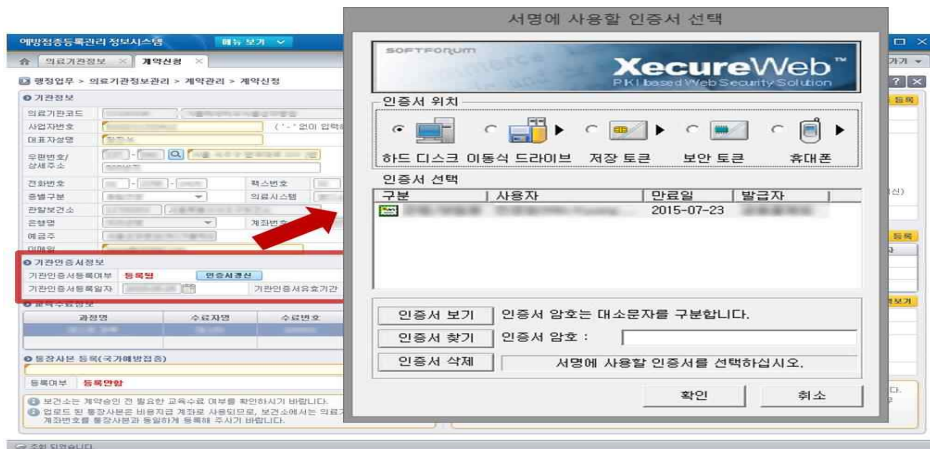 서명에 사용할 인증서 선택
예방접종등록관리 정보시스템 메뉴 보기
의료기관정보 계약신청
행정업무 > 의료기관정보관리 > 계약관리 > 계약신청
기관정보
등록
의료기관코드
사업자번호 ( '-' 없이 입력
대표자성명
우편번호/
상세주소
전화번호 팩스번호
종별구분 의료시스템
관할보건소
은행명 계좌번호
예금주
이메일
기관인증서정보
기관인증서등록여부 등록됨 인증서갱신
기관인증서등록일자 기관인증서유효기간
교육수료정보
과정명 수료자명 수료번호
통장사본 등록(국가예방접종)
등록여부 등록안함
보건소는 계약승인 전 필요한 교육수료 여부를 확인하시기 바랍니다.
업로드 된 통장사본은 비용지급 계좌로 사용되므로, 보건소에서는 의료기
계좌번호를 통장사본과 동일하게 등록해 주시기 바랍니다.
조회 되었습니다
SOFTFORUM
XecureWeb™
PKI based Web Security Solution
인증서 위치
하드 디스크 이동식 드라이브 저장 토큰 보안 토큰 휴대폰
인증서 선택
구분 사용자 만료일 발급자
2015-07-23
인증서 보기 인증서 암호는 대소문자를 구분합니다.
인증서 찾기 인증서 암호 :
인증서 삭제 서명에 사용할 인증서를 선택하십시오.
확인 취소